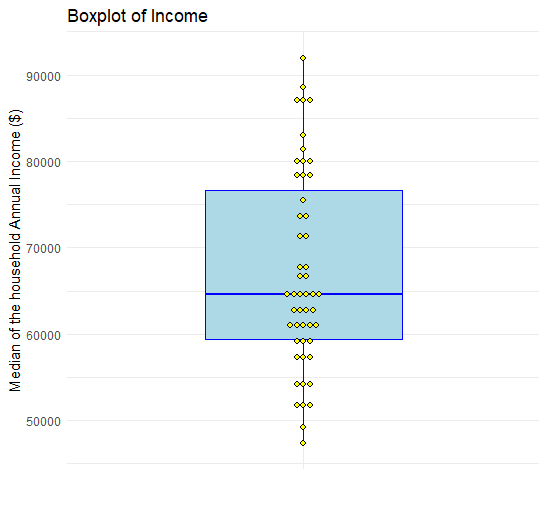 Boxplot of Income
Median of the household Annual Income ($)
90000
80000
70000
60000
50000